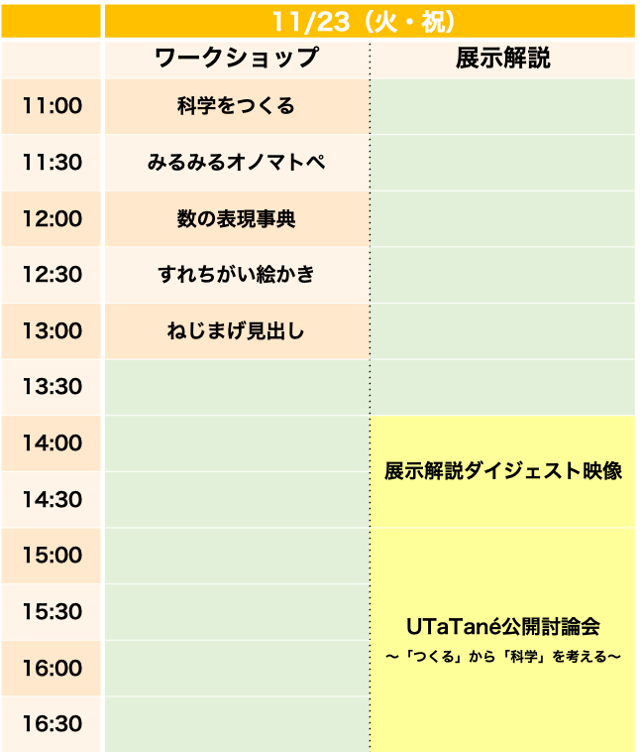 11/23（火・祝）
ワークショップ 展示解説
11:00 科学をつくる
11:30 みるみるオノマトペ
12:00 数の表現事典
12:30 すれちがい絵かき
13:00 ねじまげ見出し
13:30
14:00
展示解説ダイジェスト映像
14:30
15:00
15:30
UTaTané公開討論会
〜「つくる」から「科学」を考える〜
16:00
16:30